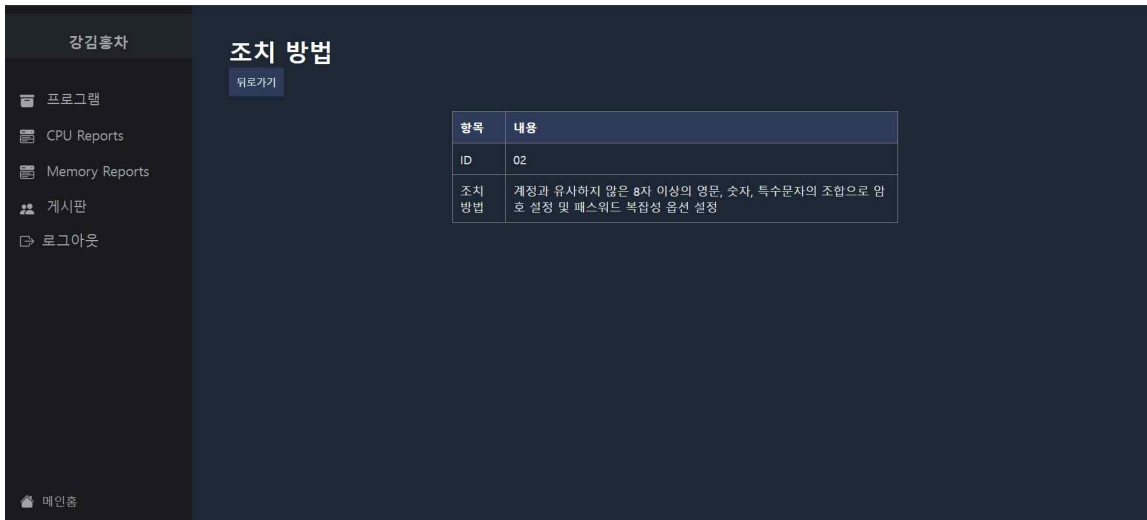 강김홍차
프로그램
CPU Reports
Memory Reports
게시판
로그아웃
메인홈
조치 방법
뒤로가기
항목 내용
ID 02
조치 방법 계정과 유사하지 않은 8자 이상의 영문, 숫자, 특수문자의 조합으로 암
호 설정 및 패스워드 복잡성 옵션 설정